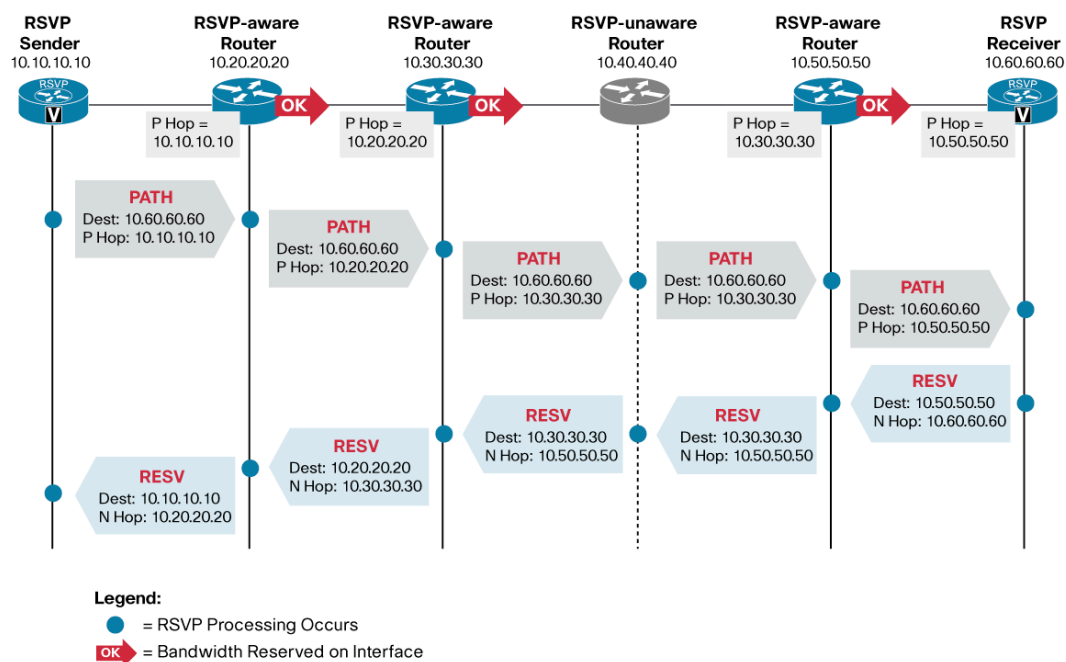 RSVP
Sender
10.10.10.10
RSVP-aware
Router
10.20.20.20
RSVP-aware
Router
10.30.30.30
RSVP-unaware
Router
10.40.40.40
RSVP-aware
Router
10.50.50.50
RSVP
Receiver
10.60.60.60
RSVP
V
OK
OK
OK
RSVP
V
P Hop =
10.10.10.10
P Hop =
10.20.20.20
P Hop =
10.30.30.30
P Hop =
10.50.50.50
PATH
Dest: 10.60.60.60
P Hop: 10.10.10.10
PATH
Dest: 10.60.60.60
P Hop: 10.20.20.20
PATH
Dest: 10.60.60.60
P Hop: 10.30.30.30
PATH
Dest: 10.60.60.60
P Hop: 10.30.30.30
PATH
Dest: 10.60.60.60
P Hop: 10.50.50.50
RESV
Dest: 10.50.50.50
N Hop: 10.60.60.60
RESV
Dest: 10.30.30.30
N Hop: 10.50.50.50
RESV
Dest: 10.30.30.30
N Hop: 10.50.50.50
RESV
Dest: 10.20.20.20
N Hop: 10.30.30.30
RESV
Dest: 10.10.10.10
N Hop: 10.20.20.20
Legend:
= RSVP Processing Occurs
OK = Bandwidth Reserved on Interface